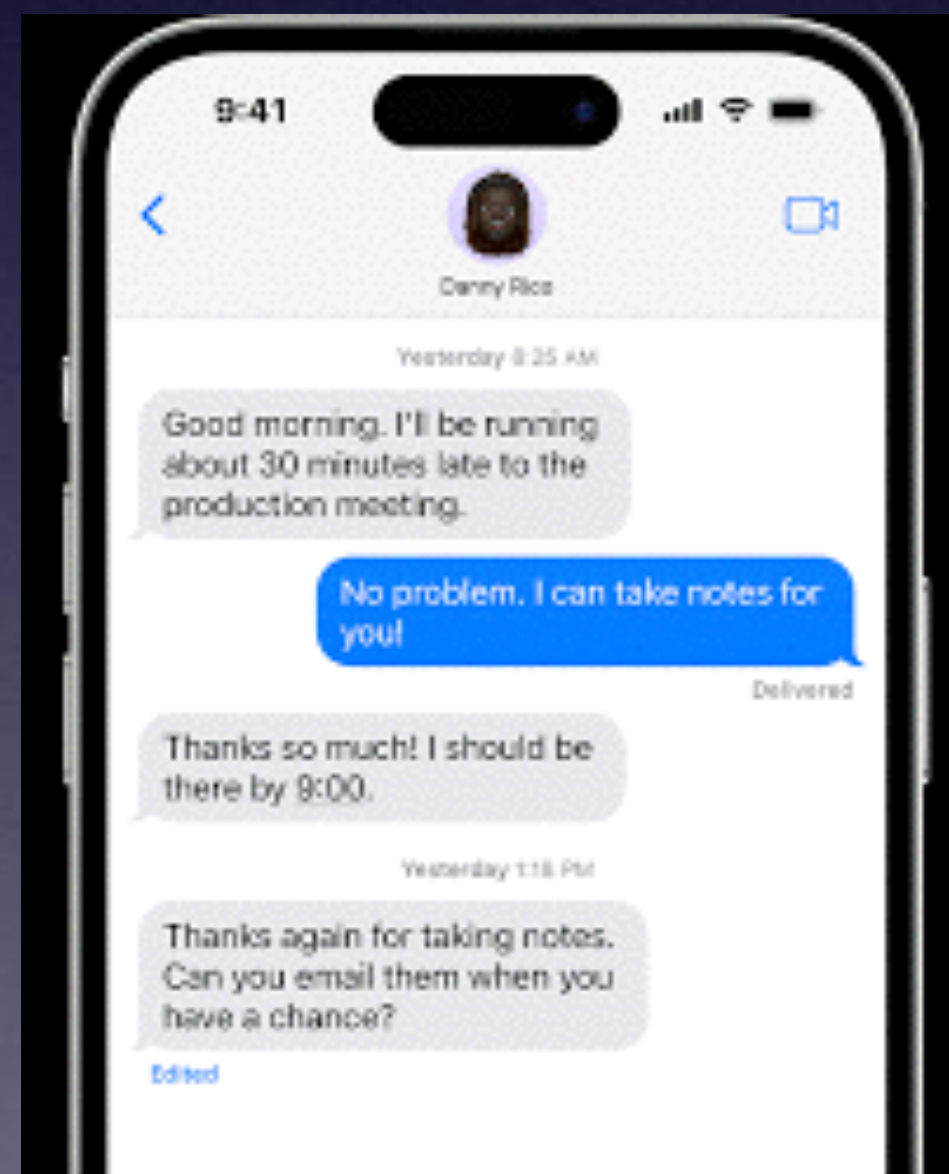 9:41
Danny Rico
Yesterday 8:25 AM
Good morning. I'll be running
about 30 minutes late to the
production meeting.
No problem. I can take notes for
you!
Delivered
Thanks so much! I should be
there by 9:00.
Yesterday 1:18 PM
Thanks again for taking notes.
Can you email them when you
have a chance?
Edited